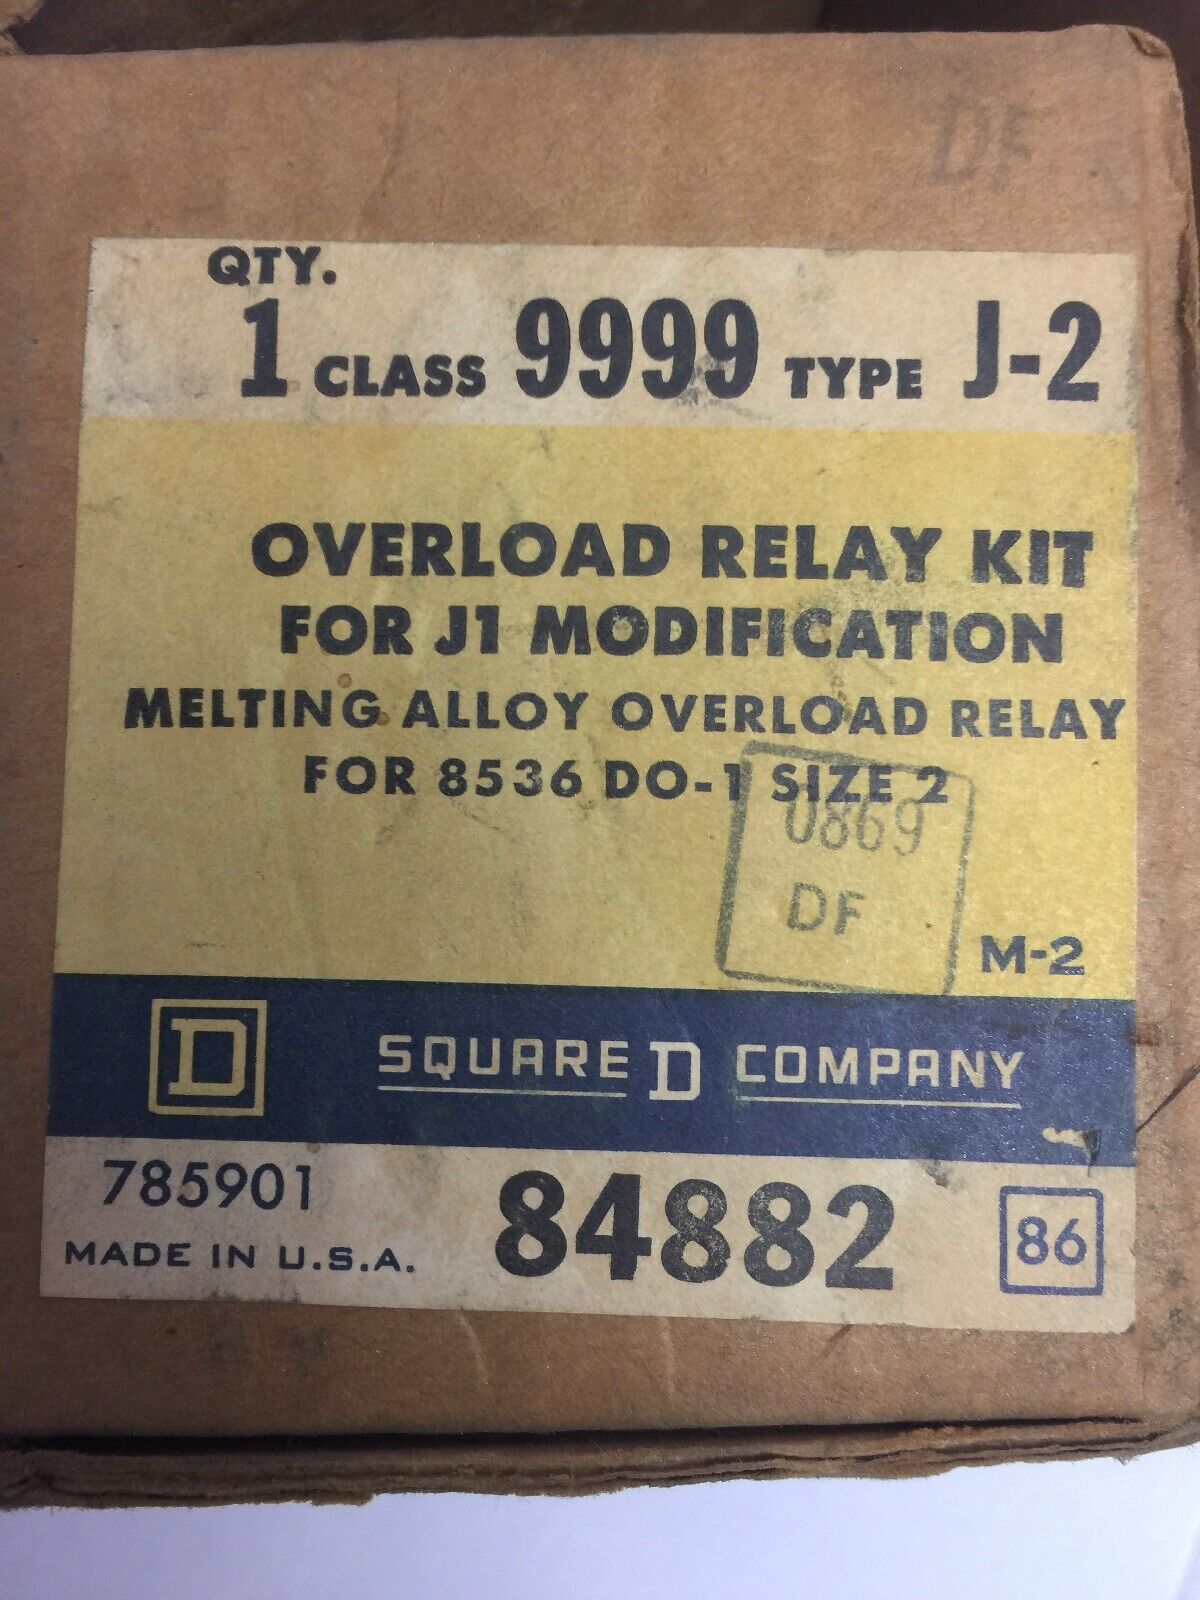 DF
QTY.
1 CLASS 9999 TYPE J-2
OVERLOAD RELAY KIT
FOR J1 MODIFICATION
MELTING ALLOY OVERLOAD RELAY
FOR 8536 DO-1 SIZE 2
0869
DF
M-2
D SQUARE D COMPANY
785901
MADE IN U.S.A.
84882
86